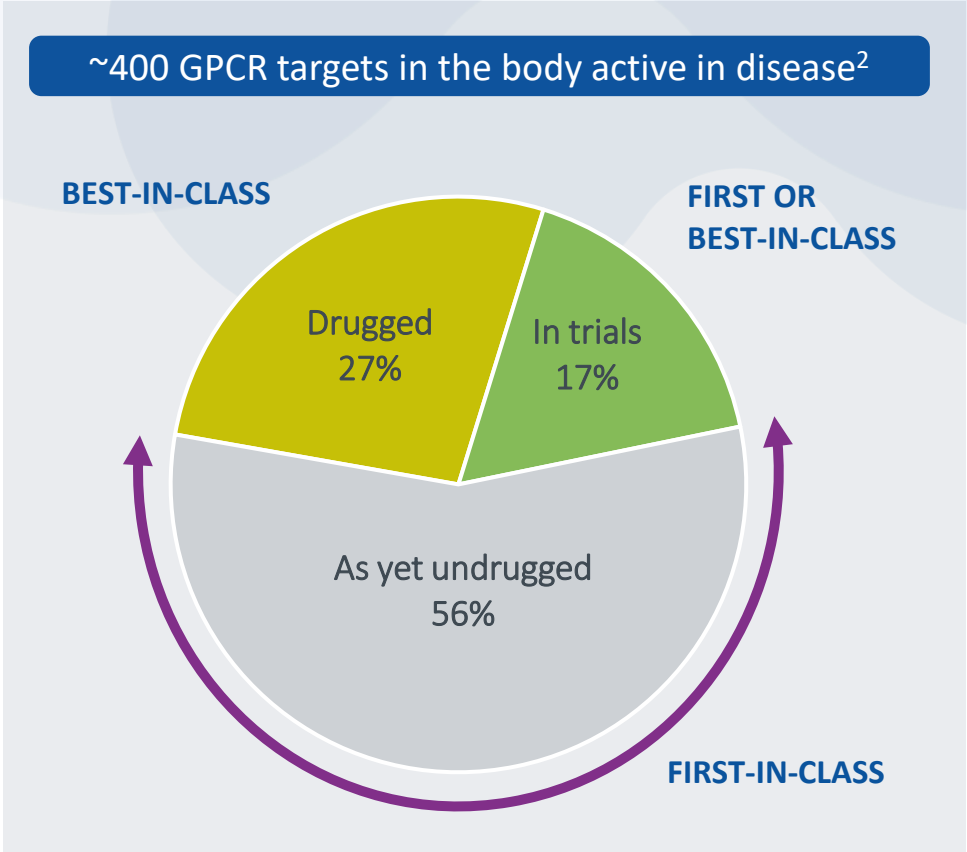 ~400 GPCR targets in the body active in disease²
BEST-IN-CLASS
FIRST OR
BEST-IN-CLASS
Drugged
27%
In trials
17%
As yet undrugged
56%
FIRST-IN-CLASS